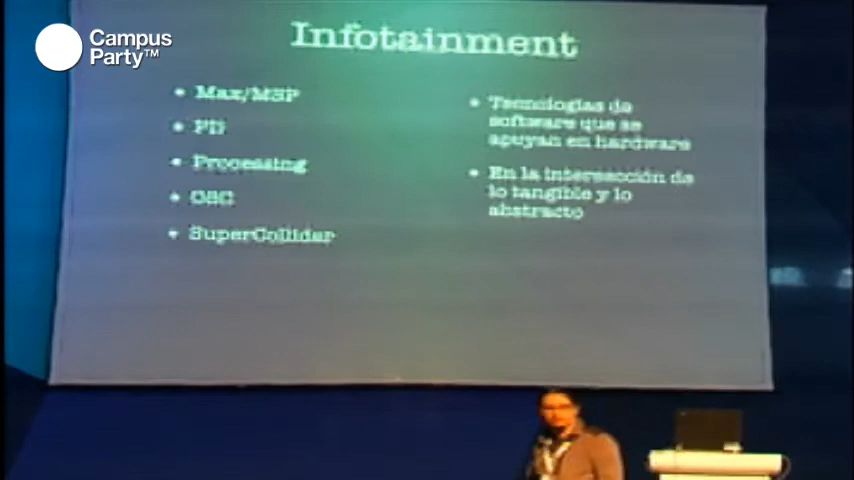 Campus
Party™
Infotainment
• Max/MSP
• PD
• Processing
• OSC
• SuperCollider
• Tecnologías de
software que se
apuyan en hardware
• En la intersección de
lo tangible y lo
abstracto